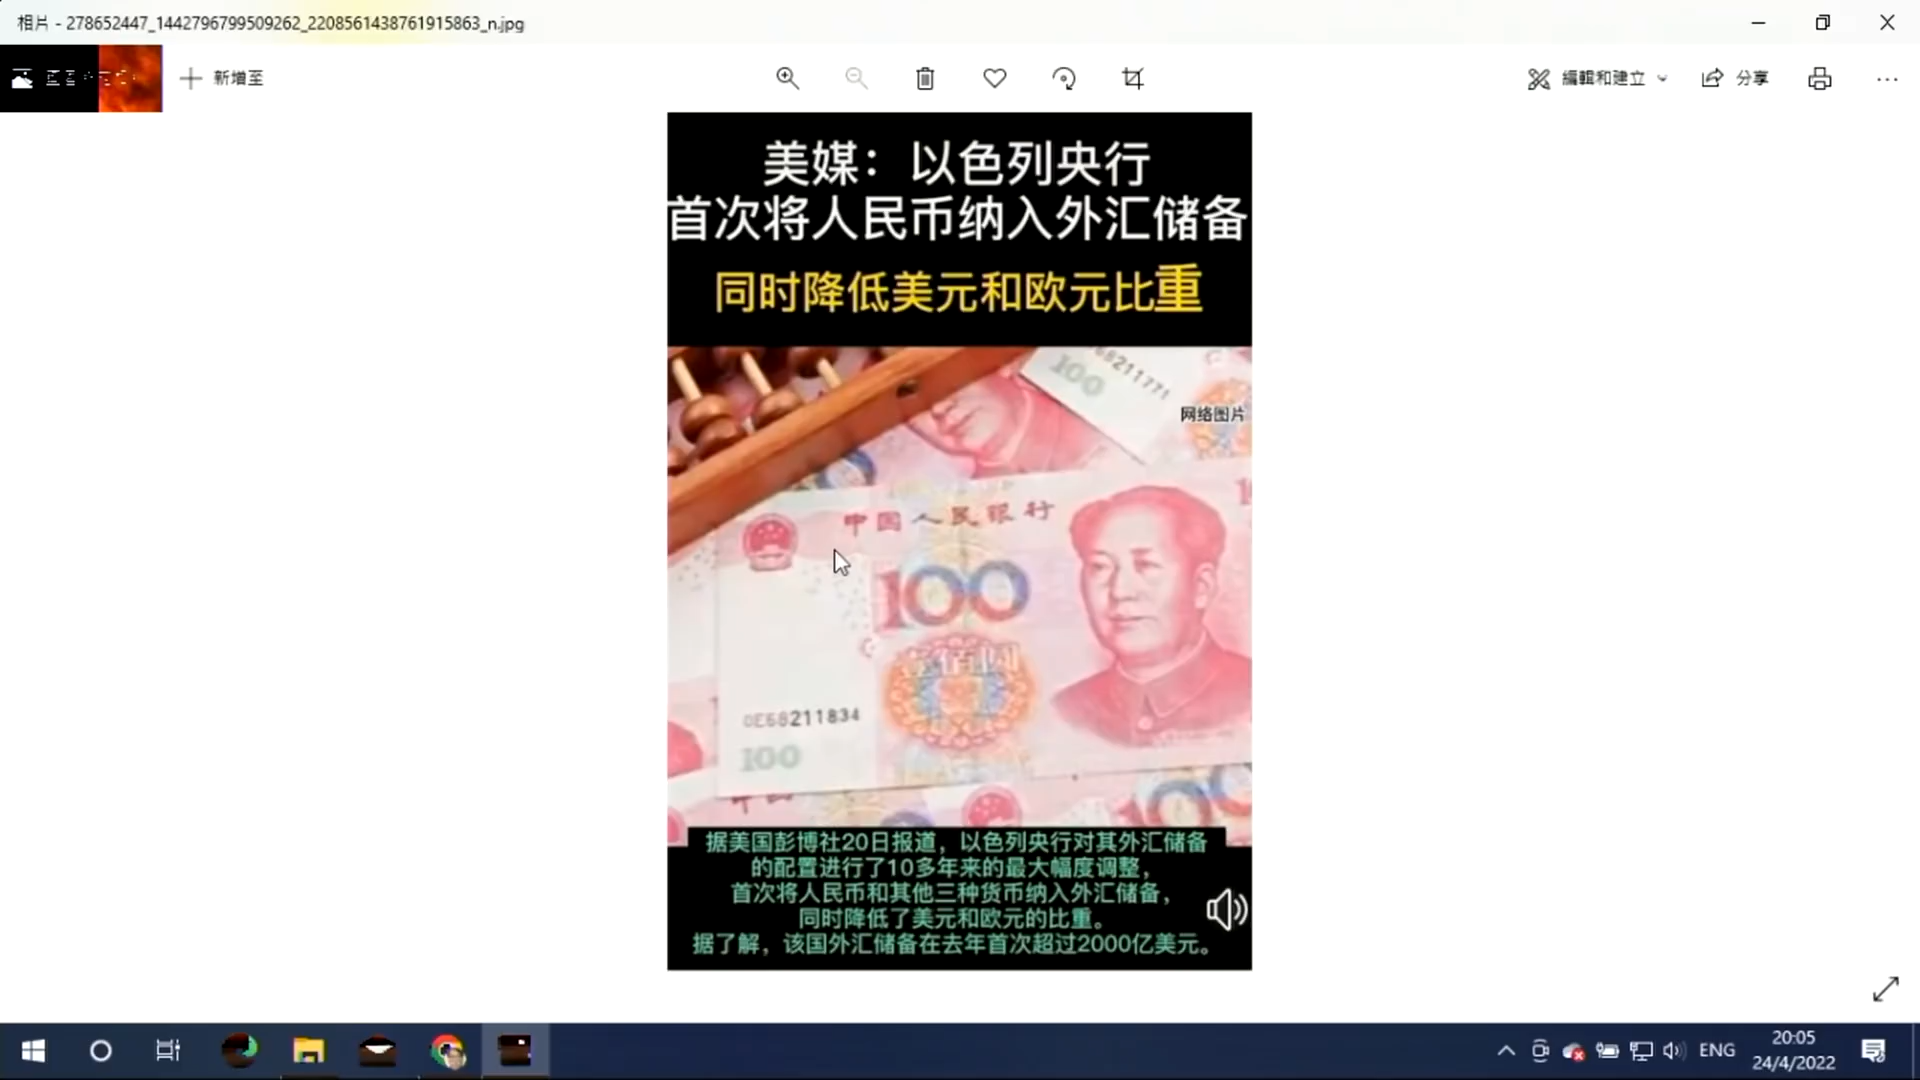 相片 - 278652447_1442796799509262_2208561438761915863_n.jpg
新增至
編輯和建立
分享
美媒：以色列央行
首次将人民币纳入外汇储备
同时降低美元和欧元比重
68211771
100
网络图片
中国人民银行
100
壹佰圆
0E68211834
100
100
据美国彭博社20日报道，以色列央行对其外汇储备
的配置进行了10多年来的最大幅度调整，
首次将人民币和其他三种货币纳入外汇储备，
同时降低了美元和欧元的比重。
据了解，该国外汇储备在去年首次超过2000亿美元。
ENG
20:05
24/4/2022